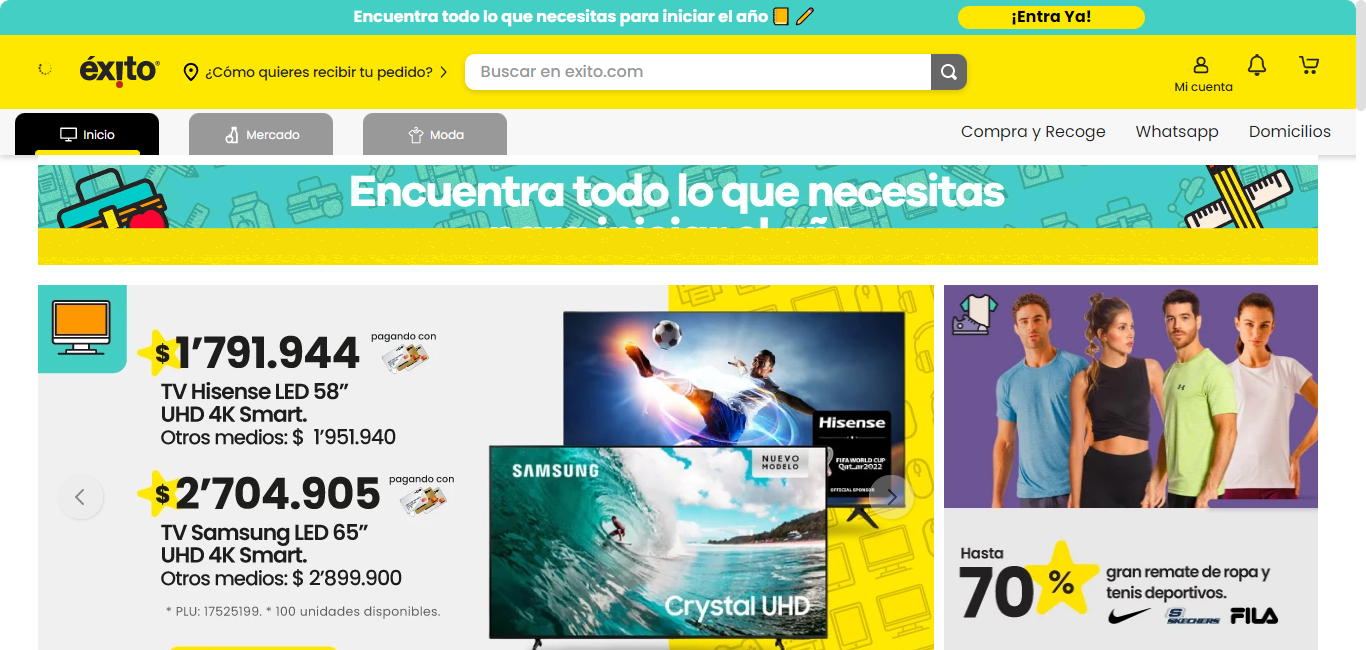 Encuentra todo lo que necesitas para iniciar el año
¡Entra Ya!
éxito
¿Cómo quieres recibir tu pedido?
Buscar en exito.com
Mi cuenta
Inicio
Mercado
Moda
Compra y Recoge
Whatsapp
Domicilios
Encuentra todo lo que necesitas
para iniciar el año
$1’791.944
pagando con
TV Hisense LED 58”
UHD 4K Smart.
Otros medios: $ 1’951.940
$2’704.905
pagando con
TV Samsung LED 65”
UHD 4K Smart.
Otros medios: $ 2’899.900
* PLU: 17525199. * 100 unidades disponibles.
Hisense
FIFA WORLD CUP
Qatar2022
OFFICIAL SPONSOR
SAMSUNG
NUEVO
MODELO
Crystal UHD
Hasta
70%
gran remate de ropa y
tenis deportivos.
SKECHERS
FILA